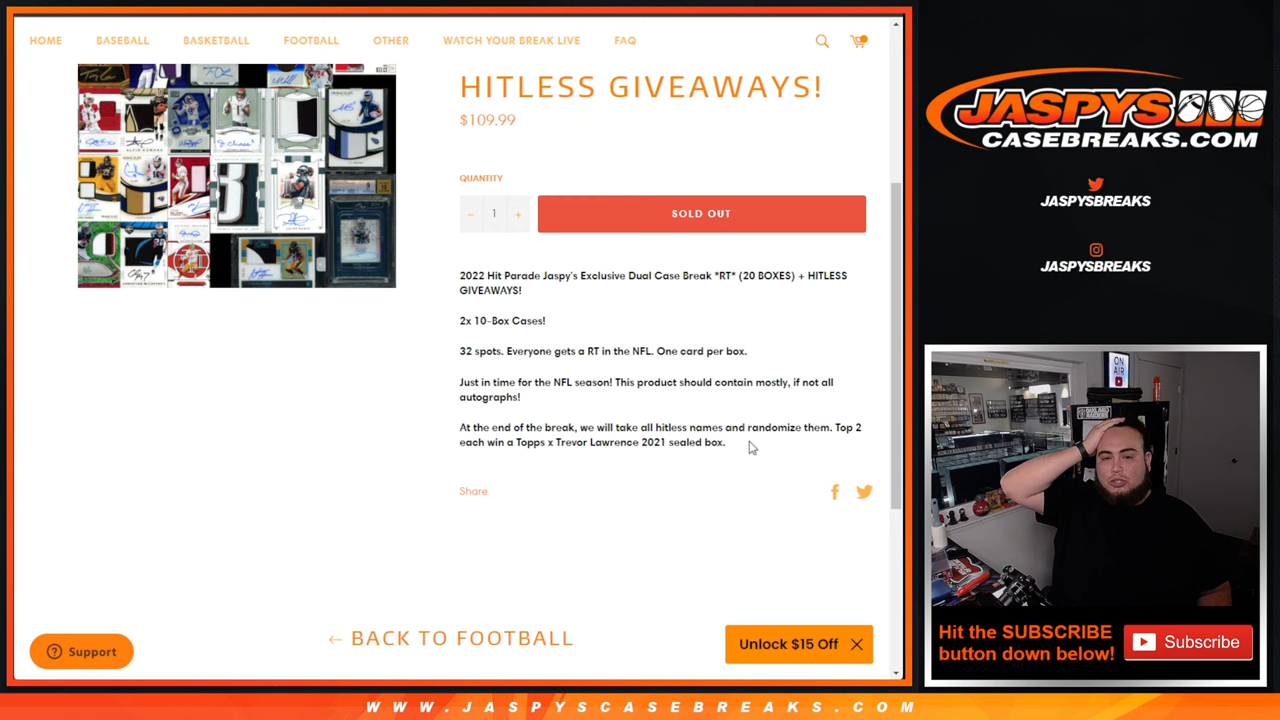 HOME BASEBALL BASKETBALL FOOTBALL OTHER WATCH YOUR BREAK LIVE FAQ
HITLESS GIVEAWAYS!
$109.99
QUANTITY
− 1 +
SOLD OUT
2022 Hit Parade Jaspy's Exclusive Dual Case Break *RT* (20 BOXES) + HITLESS
GIVEAWAYS!
2x 10-Box Cases!
32 spots. Everyone gets a RT in the NFL. One card per box.
Just in time for the NFL season! This product should contain mostly, if not all
autographs!
At the end of the break, we will take all hitless names and randomize them. Top 2
each win a Topps x Trevor Lawrence 2021 sealed box.
Share
← BACK TO FOOTBALL
Support
Unlock $15 Off
JASPYS
CASEBREAKS.COM
JASPYSBREAKS
JASPYSBREAKS
ON
AIR
Hit the SUBSCRIBE
button down below!
Subscribe
WWW.JASPYSCASEBREAKS.COM